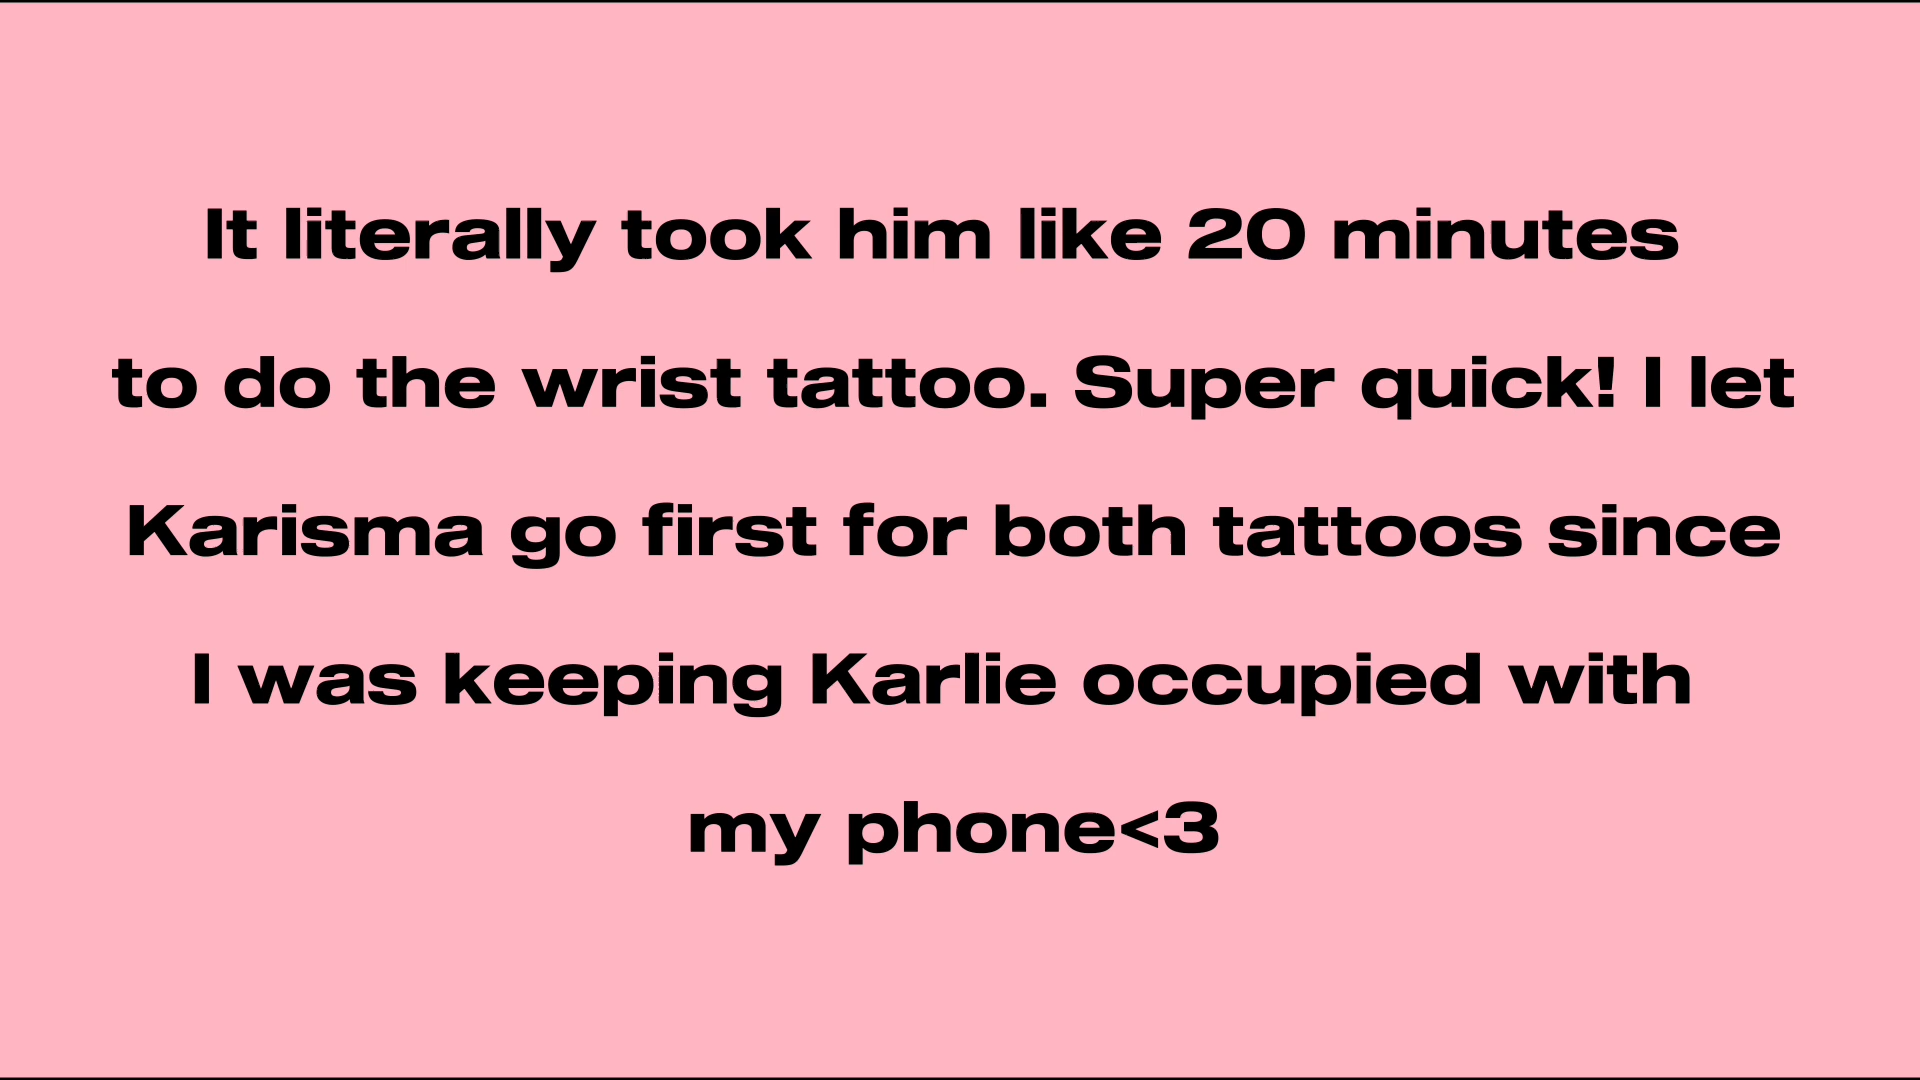 It literally took him like 20 minutes
to do the wrist tattoo. Super quick! I let
Karisma go first for both tattoos since
I was keeping Karlie occupied with
my phone<3